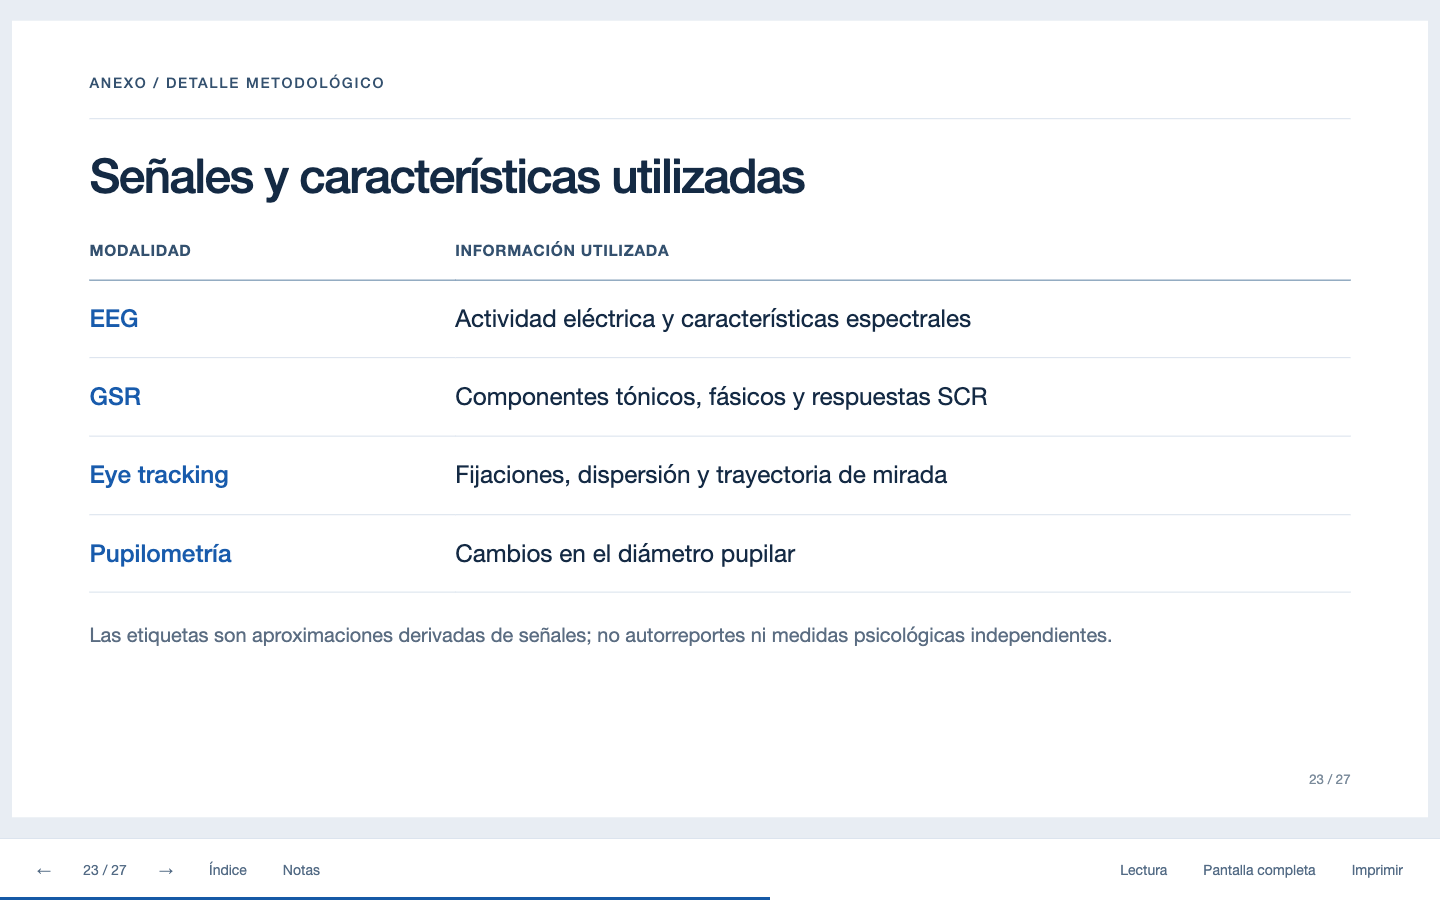 ANEXO / DETALLE METODOLÓGICO
Señales y características utilizadas
MODALIDAD INFORMACIÓN UTILIZADA
EEG Actividad eléctrica y características espectrales
GSR Componentes tónicos, fásicos y respuestas SCR
Eye tracking Fijaciones, dispersión y trayectoria de mirada
Pupilometría Cambios en el diámetro pupilar
Las etiquetas son aproximaciones derivadas de señales; no autorreportes ni medidas psicológicas independientes.
23 / 27
← 23 / 27 → Índice Notas Lectura Pantalla completa Imprimir